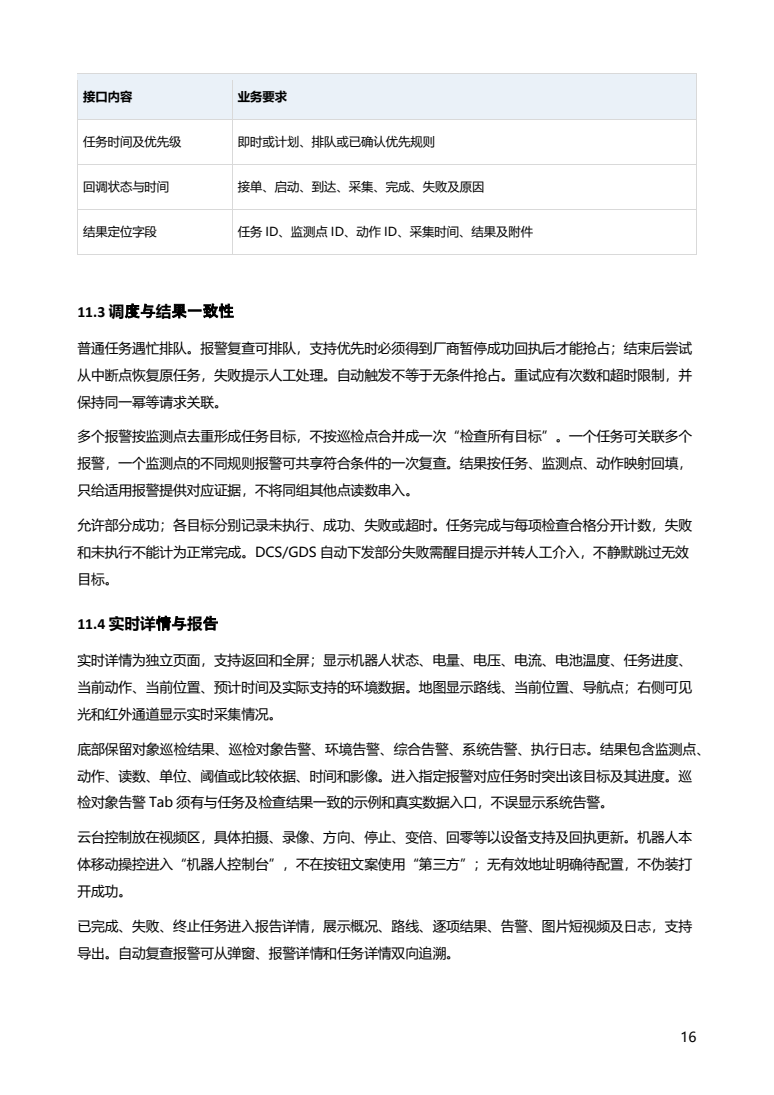 接口内容 业务要求
任务时间及优先级 即时或计划、排队或已确认优先规则
回调状态与时间 接单、启动、到达、采集、完成、失败及原因
结果定位字段 任务 ID、监测点 ID、动作 ID、采集时间、结果及附件
11.3 调度与结果一致性
普通任务遇忙排队。报警复查可排队，支持优先时必须得到厂商暂停成功回执后才能抢占；结束后尝试
从中断点恢复原任务，失败提示人工处理。自动触发不等于无条件抢占。重试应有次数和超时限制，并
保持同一幂等请求关联。
多个报警按监测点去重形成任务目标，不按巡检点合并成一次“检查所有目标”。一个任务可关联多个
报警，一个监测点的不同规则报警可共享符合条件的一次复查。结果按任务、监测点、动作映射回填，
只给适用报警提供对应证据，不将同组其他点读数串入。
允许部分成功；各目标分别记录未执行、成功、失败或超时。任务完成与每项检查合格分开计数，失败
和未执行不能计为正常完成。DCS/GDS 自动下发部分失败需醒目提示并转人工介入，不静默跳过无效
目标。
11.4 实时详情与报告
实时详情为独立页面，支持返回和全屏；显示机器人状态、电量、电压、电流、电池温度、任务进度、
当前动作、当前位置、预计时间及实际支持的环境数据。地图显示路线、当前位置、导航点；右侧可见
光和红外通道显示实时采集情况。
底部保留对象巡检结果、巡检对象告警、环境告警、综合告警、系统告警、执行日志。结果包含监测点、
动作、读数、单位、阈值或比较依据、时间和影像。进入指定报警对应任务时突出该目标及其进度。巡
检对象告警 Tab 须有与任务及检查结果一致的示例和真实数据入口，不误显示系统告警。
云台控制放在视频区，具体拍摄、录像、方向、停止、变倍、回零等以设备支持及回执更新。机器人本
体移动操控进入“机器人控制台”，不在按钮文案使用“第三方”；无有效地址明确待配置，不伪装打
开成功。
已完成、失败、终止任务进入报告详情，展示概况、路线、逐项结果、告警、图片短视频及日志，支持
导出。自动复查报警可从弹窗、报警详情和任务详情双向追溯。
16